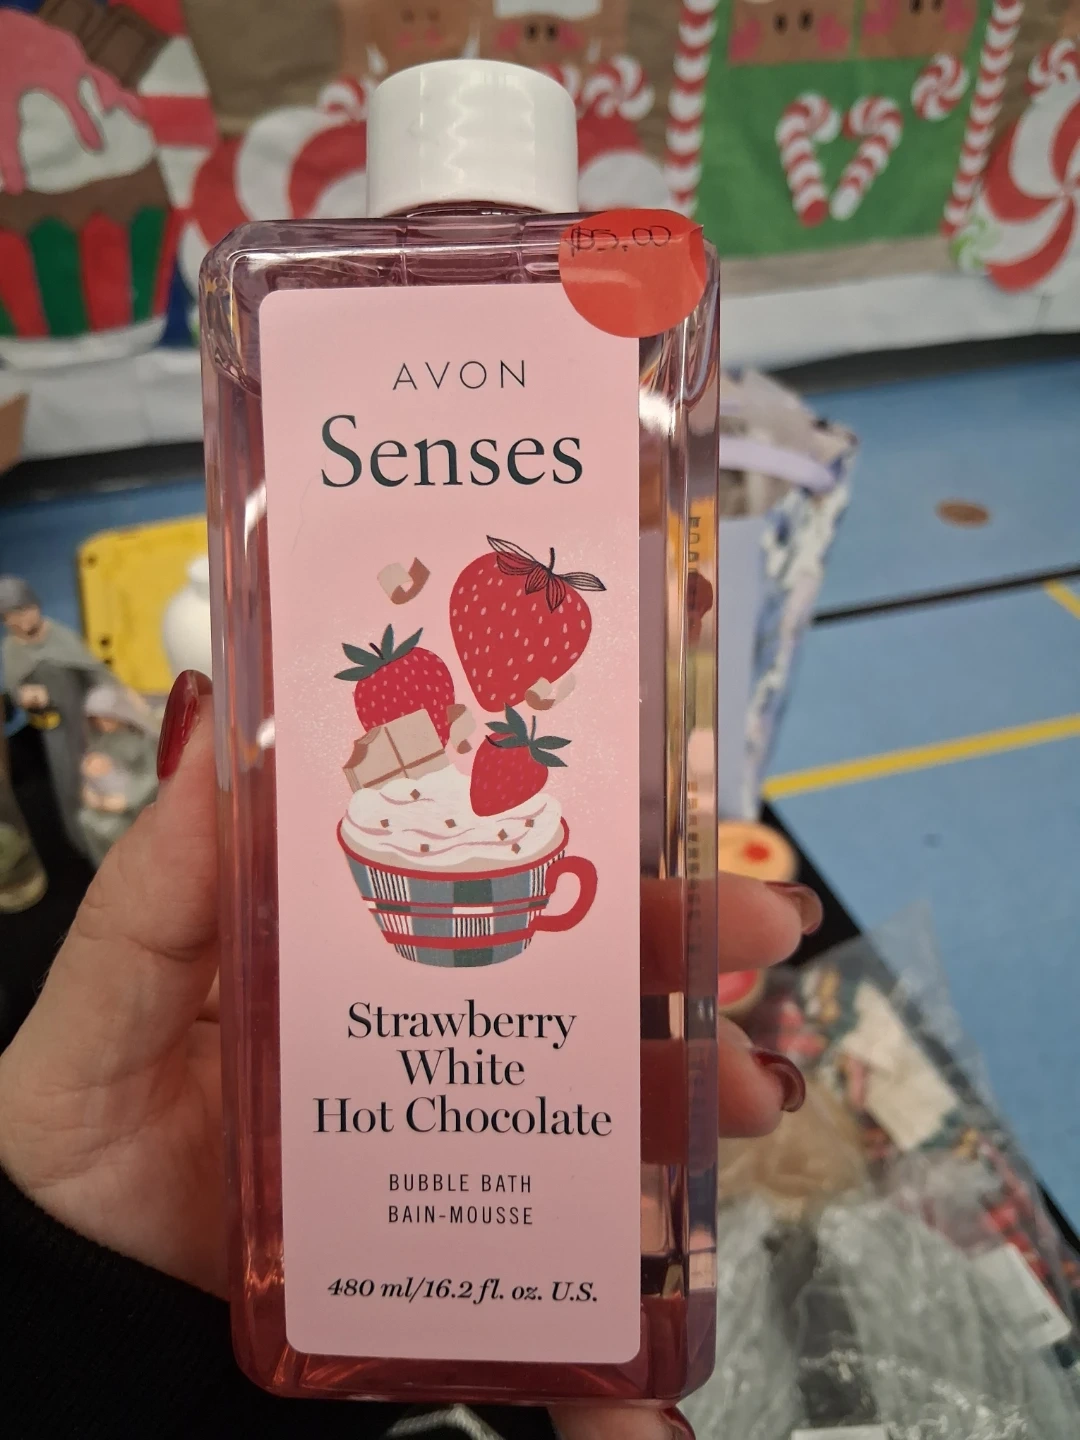 $5.00
AVON
Senses
Strawberry
White
Hot Chocolate
BUBBLE BATH
BAIN-MOUSSE
480 ml/16.2 fl. oz. U.S.